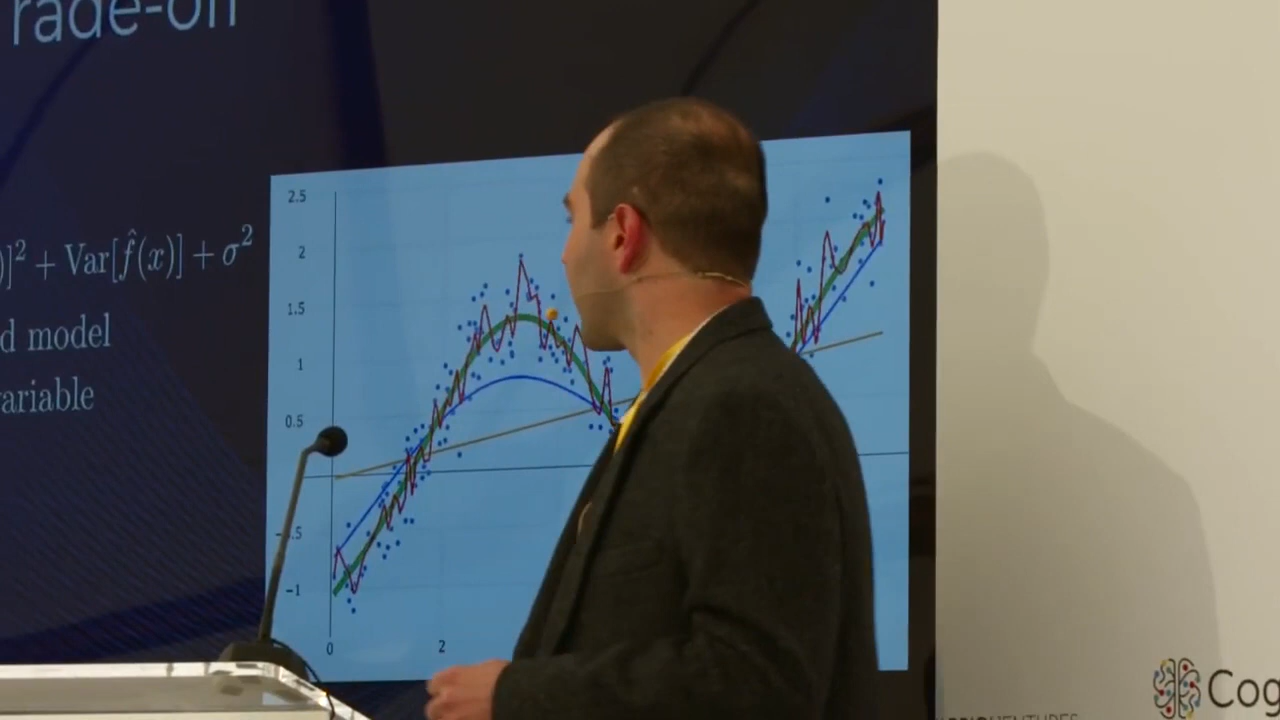 rade-off
)]² + Var[f̂(x)] + σ²
d model
ariable
2.5
2
1.5
1
0.5
-.5
−1
0
2
Cog